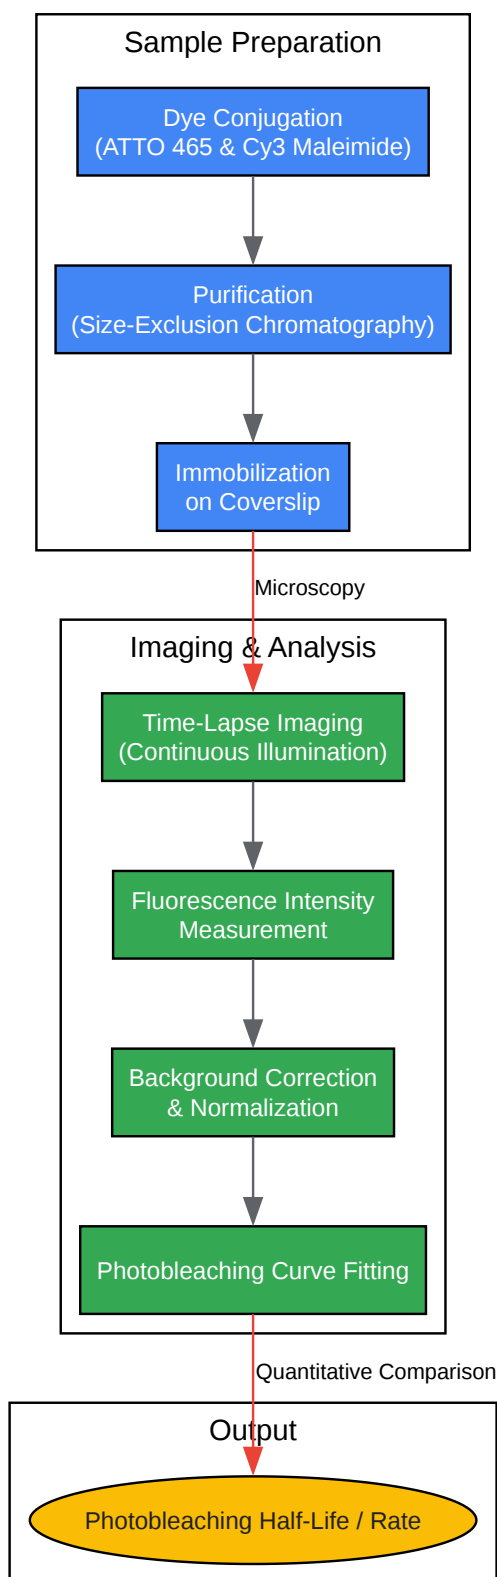 Sample Preparation
Dye Conjugation
(ATTO 465 & Cy3 Maleimide)
Purification
(Size-Exclusion Chromatography)
Immobilization
on Coverslip
Microscopy
Imaging & Analysis
Time-Lapse Imaging
(Continuous Illumination)
Fluorescence Intensity
Measurement
Background Correction
& Normalization
Photobleaching Curve Fitting
Quantitative Comparison
Output
Photobleaching Half-Life / Rate